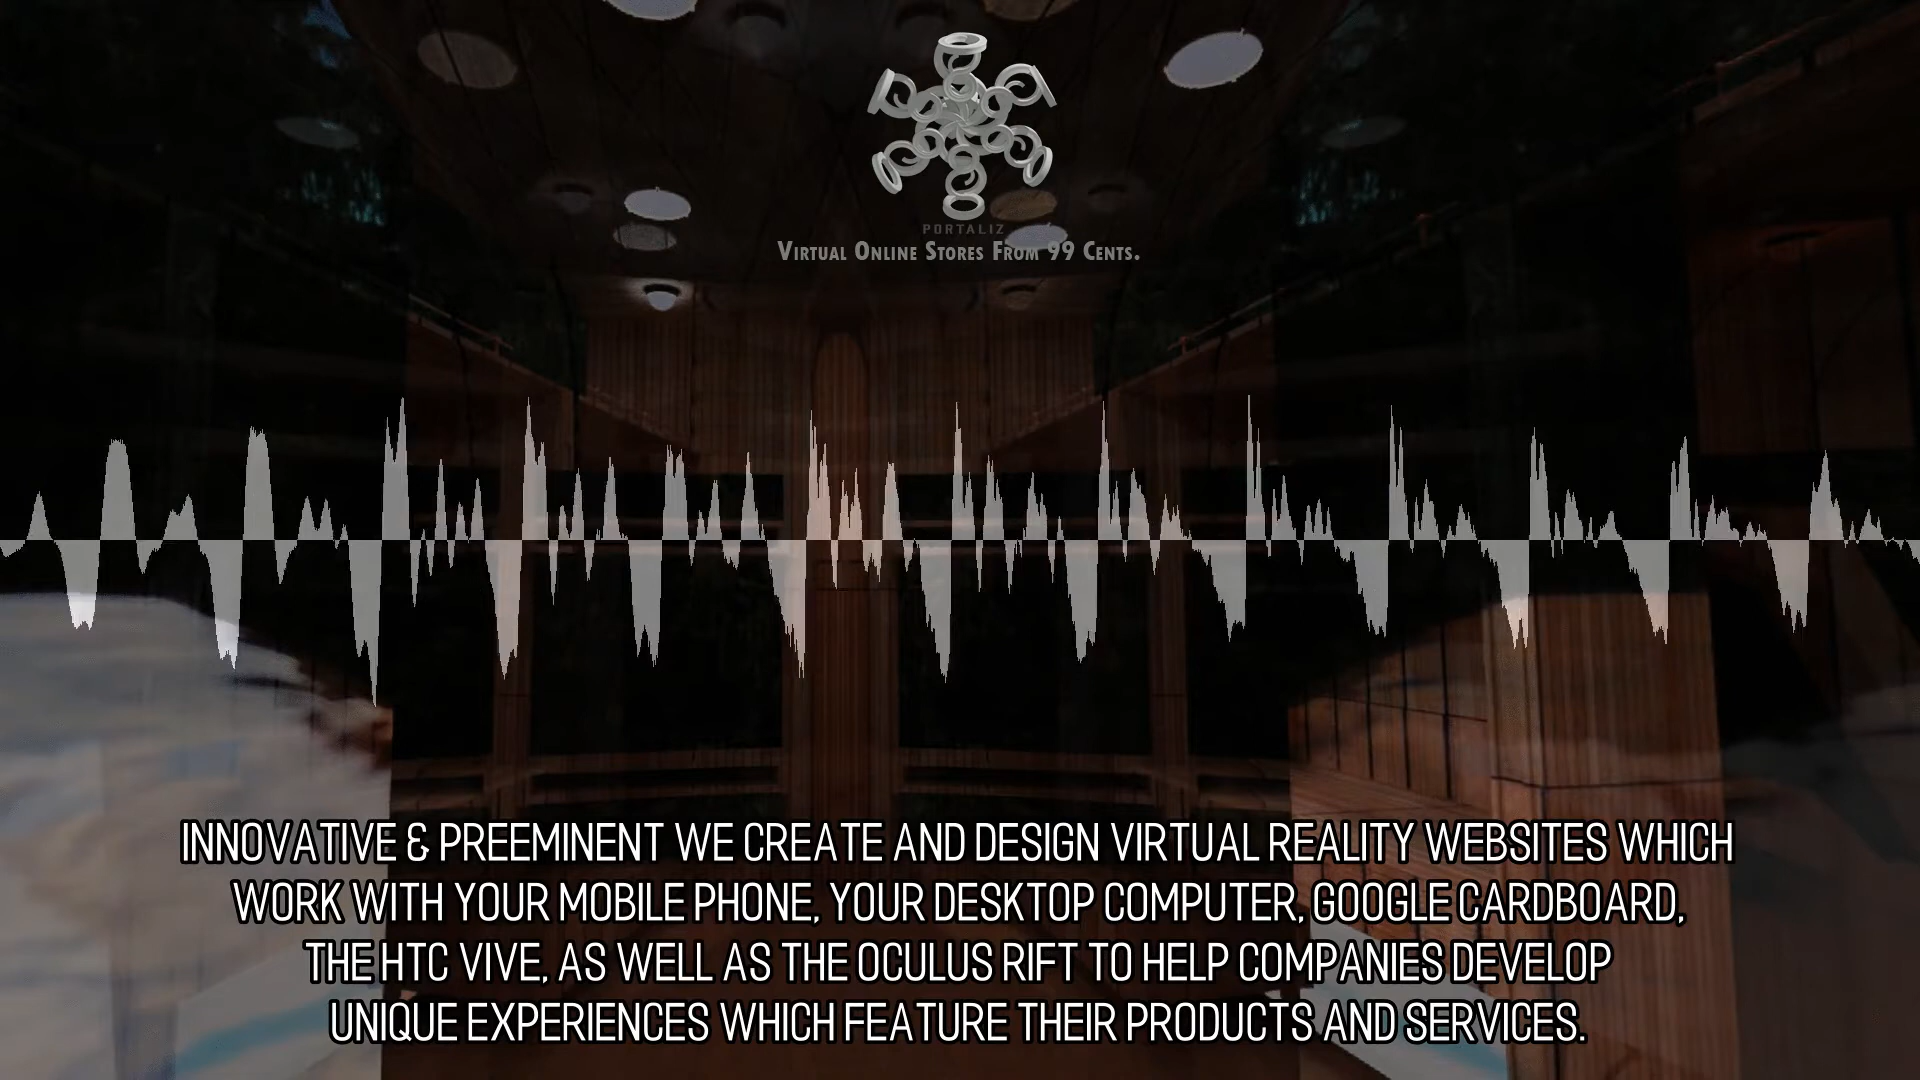 PORTALIZ
Virtual Online Stores From 99 Cents.
INNOVATIVE & PREEMINENT WE CREATE AND DESIGN VIRTUAL REALITY WEBSITES WHICH
WORK WITH YOUR MOBILE PHONE, YOUR DESKTOP COMPUTER, GOOGLE CARDBOARD,
THE HTC VIVE, AS WELL AS THE OCULUS RIFT TO HELP COMPANIES DEVELOP
UNIQUE EXPERIENCES WHICH FEATURE THEIR PRODUCTS AND SERVICES.